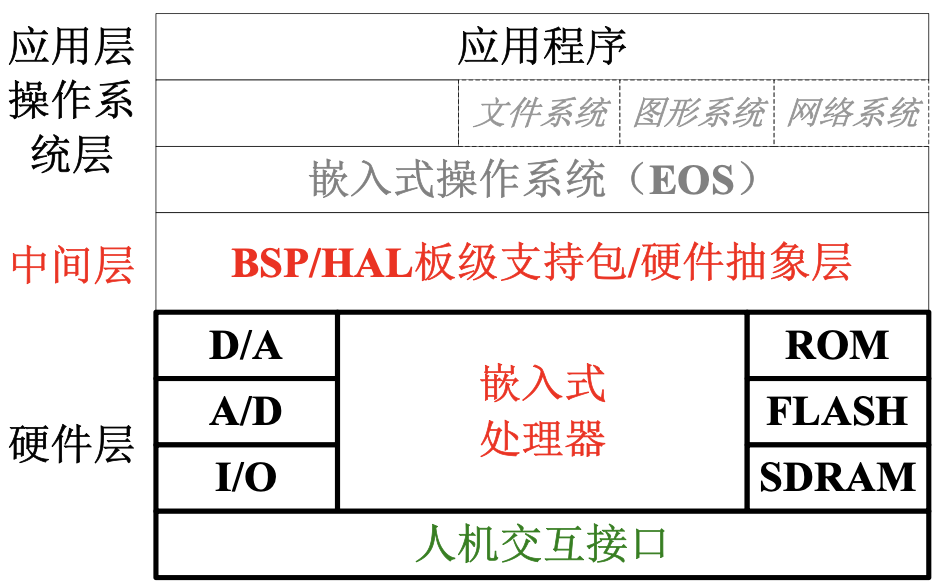 应用层
应用程序
操作系
统层
文件系统
图形系统
网络系统
嵌入式操作系统（EOS）
中间层
BSP/HAL板级支持包/硬件抽象层
硬件层
D/A
A/D
I/O
嵌入式
处理器
ROM
FLASH
SDRAM
人机交互接口